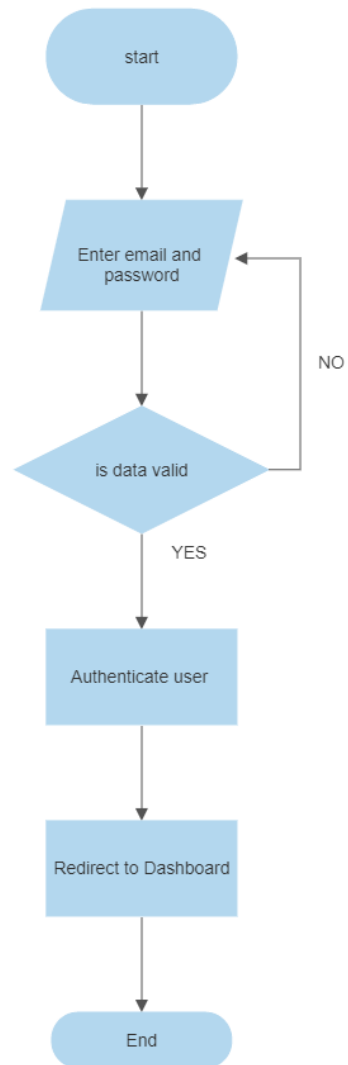 start
Enter email and
password
NO
is data valid
YES
Authenticate user
Redirect to Dashboard
End